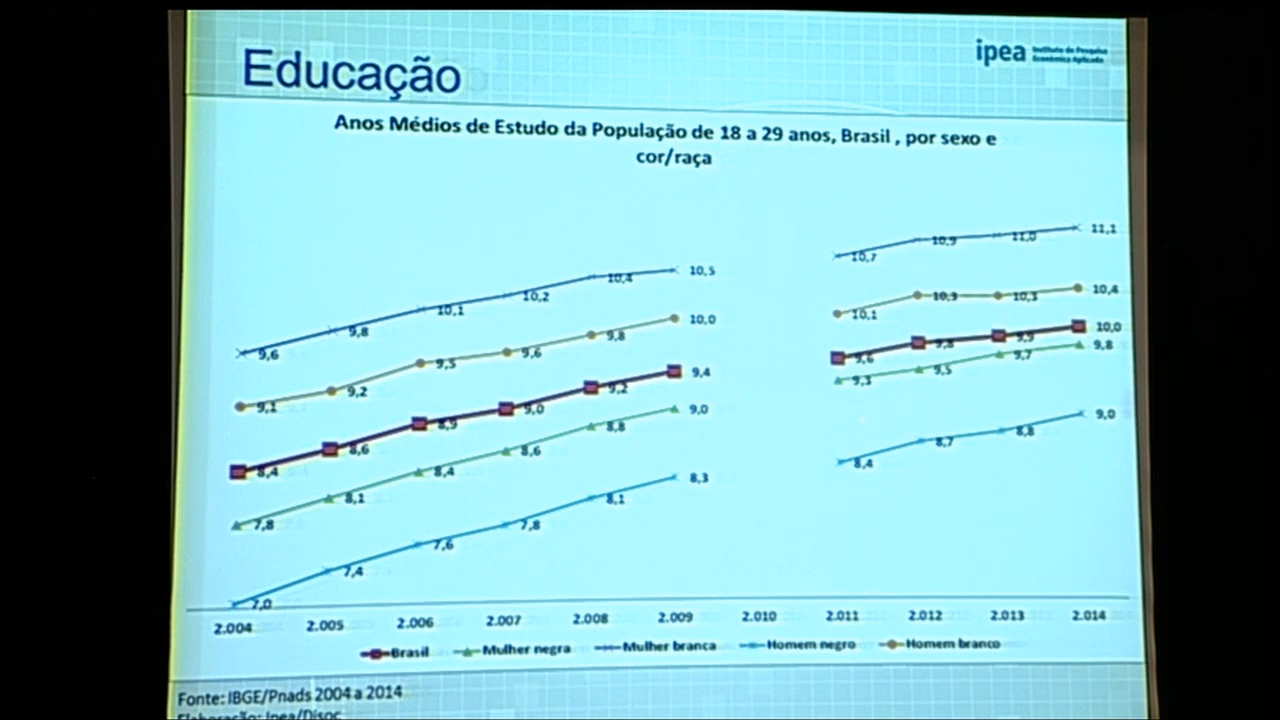 Educação
ipea Instituto de Pesquisa
Econômica Aplicada
Anos Médios de Estudo da População de 18 a 29 anos, Brasil , por sexo e
cor/raça
9,6 9,8 10,1 10,2 10,4 10,5 10,7 10,9 11,0 11,1
9,1 9,2 9,5 9,6 9,8 10,0 10,1 10,3 10,3 10,4
8,4 8,6 8,9 9,0 9,2 9,4 9,6 9,8 9,9 10,0
7,8 8,1 8,4 8,6 8,8 9,0 9,3 9,5 9,7 9,8
7,0 7,4 7,6 7,8 8,1 8,3 8,4 8,7 8,8 9,0
2.004 2.005 2.006 2.007 2.008 2.009 2.010 2.011 2.012 2.013 2.014
Brasil Mulher negra Mulher branca Homem negro Homem branco
Fonte: IBGE/Pnads 2004 a 2014
Elaboração: Ipea/Disoc